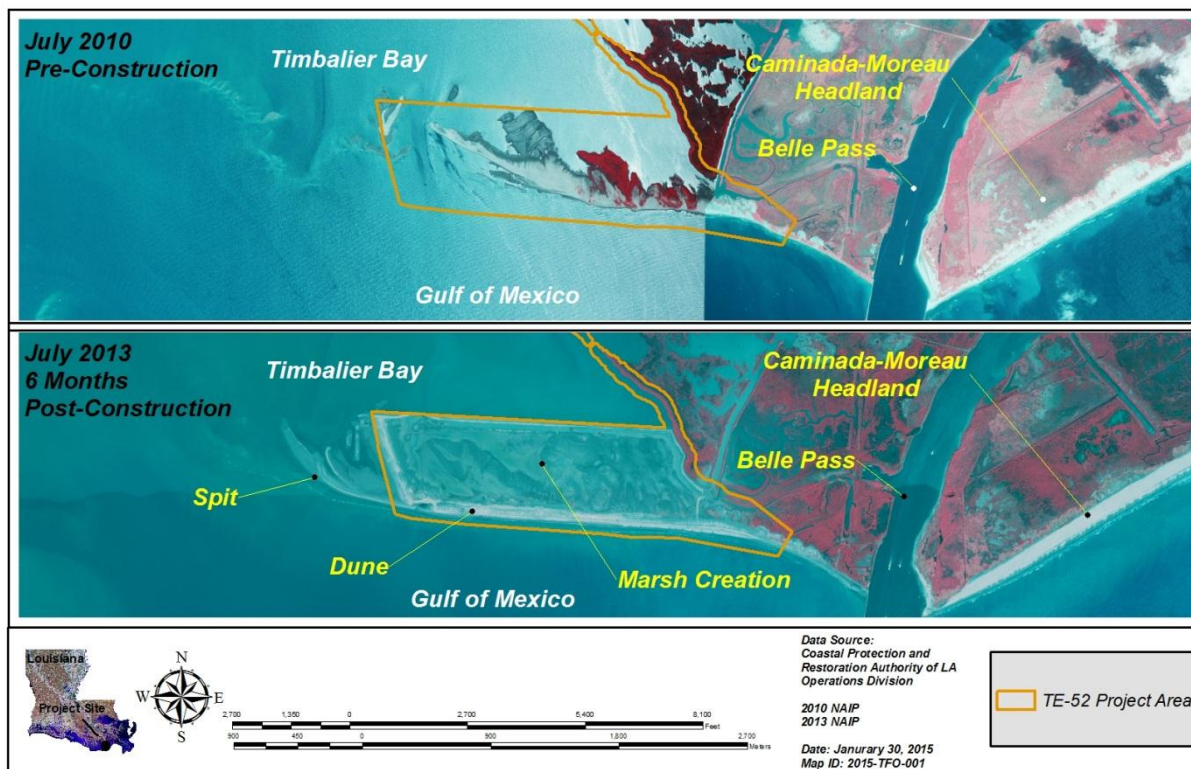 July 2010
Pre-Construction
Timbalier Bay
Caminada-Moreau
Headland
Belle Pass
Gulf of Mexico
July 2013
6 Months
Post-Construction
Timbalier Bay
Caminada-Moreau
Headland
Belle Pass
Spit
Dune
Marsh Creation
Gulf of Mexico
Louisiana
Project Site
N
W E
S
2,700 1,350 0 2,700 5,400 8,100
Feet
900 450 0 900 1,800 2,700
Meters
Data Source:
Coastal Protection and
Restoration Authority of LA
Operations Division
2010 NAIP
2013 NAIP
Date: Janurary 30, 2015
Map ID: 2015-TFO-001
TE-52 Project Area